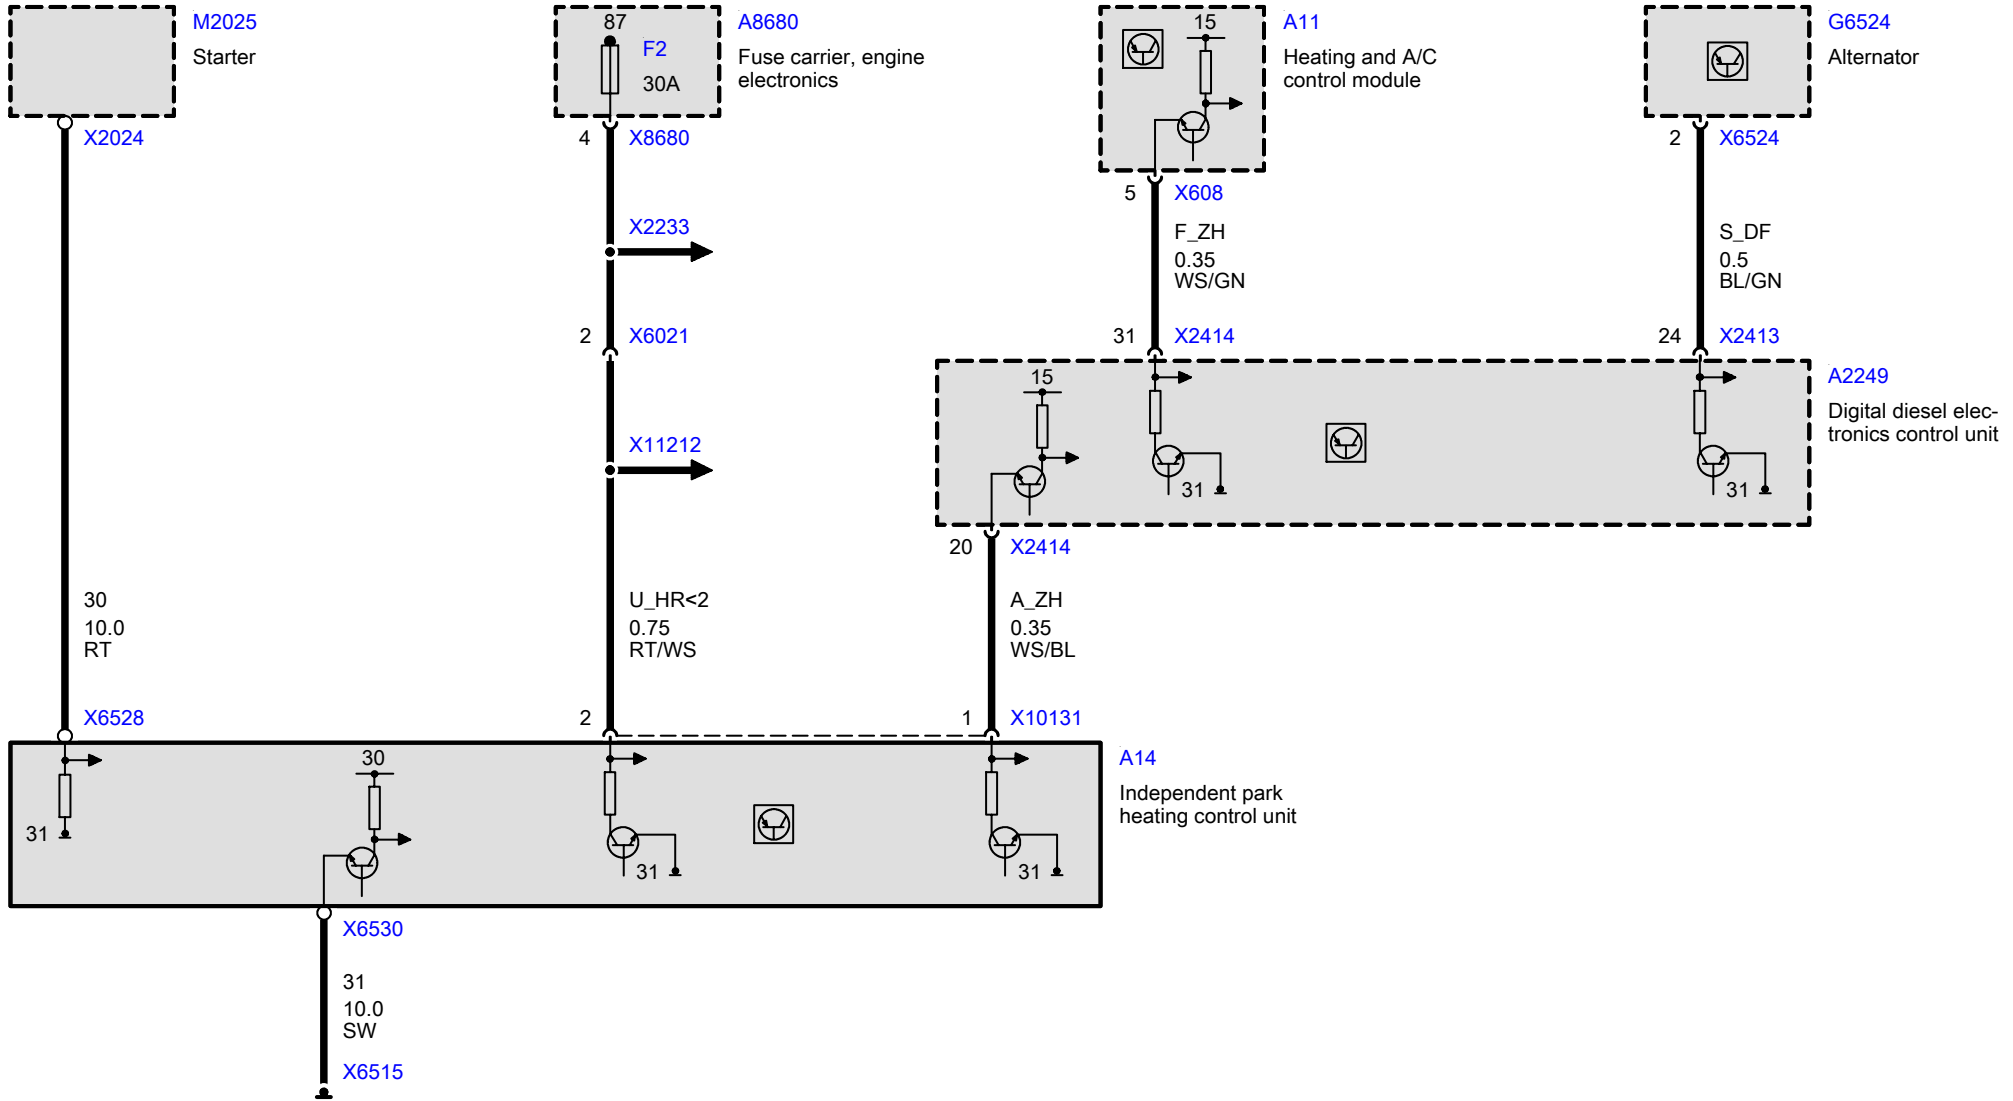 M2025
Starter
X2024
87
F2
30A
A8680
Fuse carrier, engine
electronics
4
X8680
X2233
2
X6021
X11212
15
A11
Heating and A/C
control module
5
X608
F_ZH
0.35
WS/GN
31
X2414
G6524
Alternator
2
X6524
S_DF
0.5
BL/GN
24
X2413
15
31
31
A2249
Digital diesel elec-
tronics control unit
20
X2414
30
10.0
RT
U_HR<2
0.75
RT/WS
A_ZH
0.35
WS/BL
X6528
2
1
X10131
31
30
31
31
A14
Independent park
heating control unit
X6530
31
10.0
SW
X6515